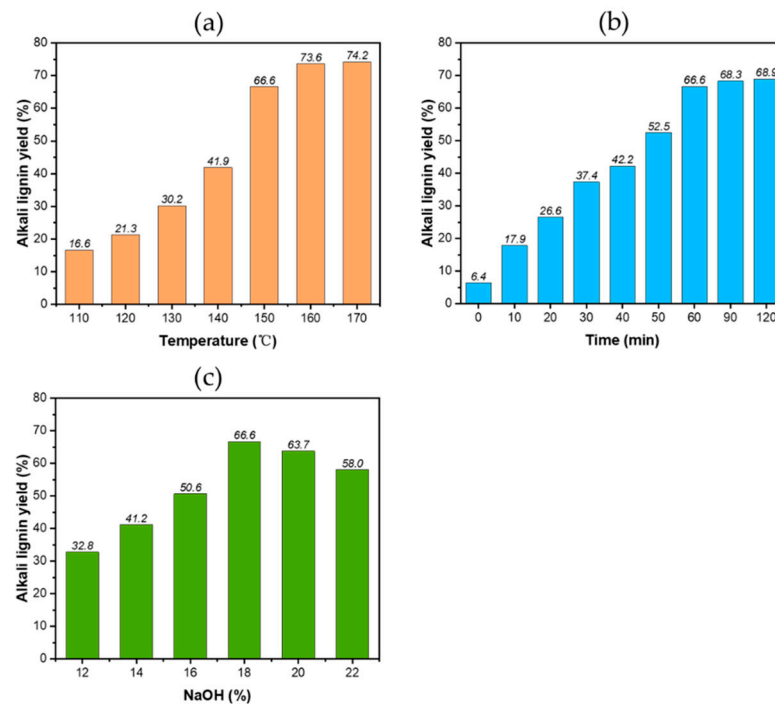 (a)
80
70
60
50
40
30
20
10
0
Alkali lignin yield (%)
16.6 21.3 30.2 41.9 66.6 73.6 74.2
110 120 130 140 150 160 170
Temperature (℃)
(b)
80
70
60
50
40
30
20
10
0
Alkali lignin yield (%)
6.4 17.9 26.6 37.4 42.2 52.5 66.6 68.3 68.9
0 10 20 30 40 50 60 90 120
Time (min)
(c)
80
70
60
50
40
30
20
10
0
Alkali lignin yield (%)
32.8 41.2 50.6 66.6 63.7 58.0
12 14 16 18 20 22
NaOH (%)